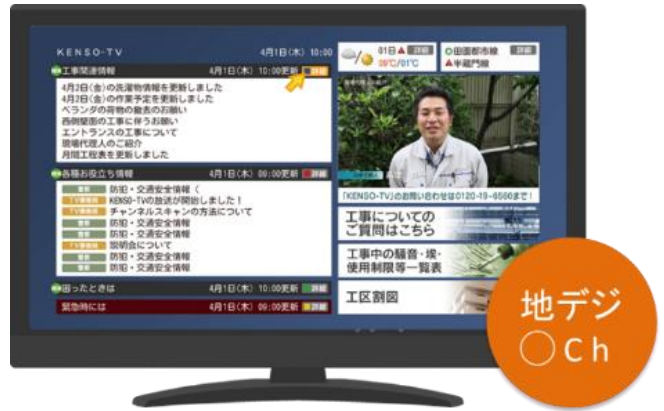 KENSO-TV 4月1日(木) 10:00
工事関連情報 4月1日(木) 10:00更新 詳細
4月2日(金)の洗濯物情報を更新しました
4月2日(金)の作業予定を更新しました
ベランダの荷物の撤去のお願い
西側壁面の工事に伴うお願い
エントランスの工事について
現場代理人のご紹介
月間工程表を更新しました
各種お役立ち情報 4月1日(木) 09:00更新 詳細
防犯・交通安全情報 (
KENSO-TVの放送が開始しました!
チャンネルスキャンの方法について
防犯・交通安全情報
防犯・交通安全情報
説明会について
防犯・交通安全情報
防犯・交通安全情報
困ったときは 4月1日(木) 09:00更新 詳細
緊急時には 4月1日(木) 09:00更新 詳細
01日▲ 詳細
09℃/01℃
○田園都市線 詳細
▲半蔵門線
「KENSO-TV」のお問い合わせは0120-19-6560まで!
工事についての
ご質問はこちら
工事中の騒音・埃・
使用制限等一覧表
工区割図
地デジ
○Ch